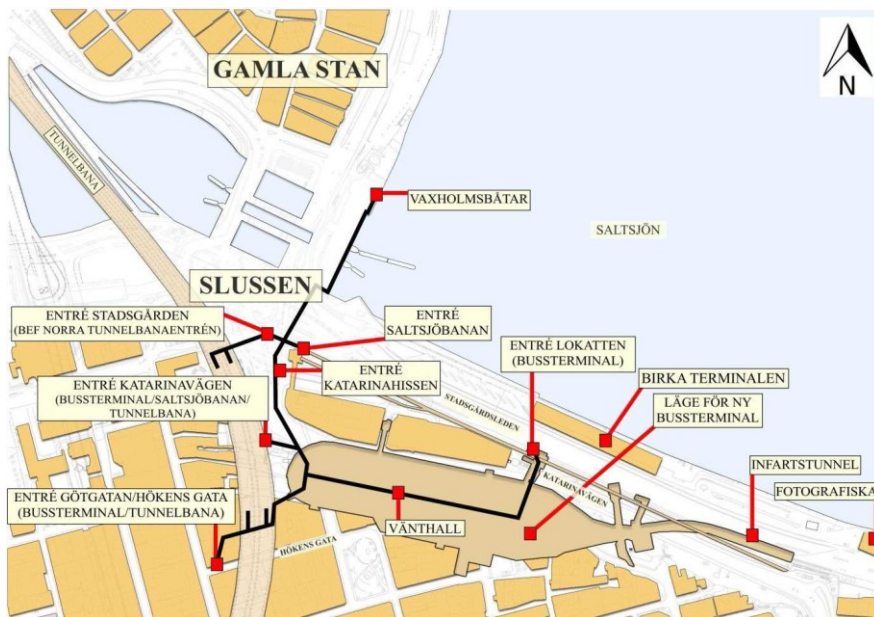 GAMLA STAN
N
TUNNELBANA
VAXHOLMSBÅTAR
SALTSJÖN
SLUSSEN
ENTRÉ STADSGÅRDEN
(BEF NORRA TUNNELBANAENTRÉN)
ENTRÉ
SALTSJÖBANAN
ENTRÉ LOKATTEN
(BUSSTERMINAL)
ENTRÉ
KATARINAHISSEN
BIRKA TERMINALEN
ENTRÉ KATARINAVÄGEN
(BUSSTERMINAL/SALTSJÖBANAN/
TUNNELBANA)
STADSGÅRDSLEDEN
LÄGE FÖR NY
BUSSTERMINAL
INFARTSTUNNEL
KATARINAVÄGEN
FOTOGRAFISKA
ENTRÉ GÖTGATAN/HÖKENS GATA
(BUSSTERMINAL/TUNNELBANA)
VÄNTHALL
HÖKENS GATA